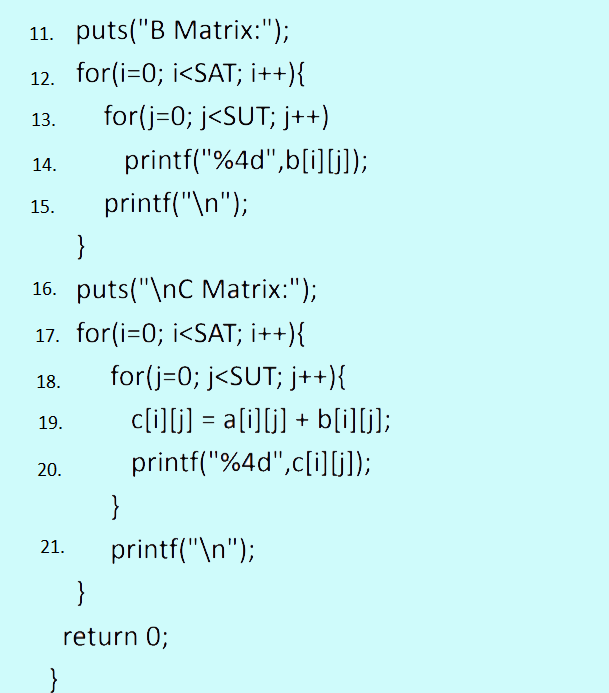 11. puts("B Matrix:");
12. for(i=0; i<SAT; i++){
13. for(j=0; j<SUT; j++)
14. printf("%4d",b[i][j]);
15. printf("\n");
}
16. puts("\nC Matrix:");
17. for(i=0; i<SAT; i++){
18. for(j=0; j<SUT; j++){
19. c[i][j] = a[i][j] + b[i][j];
20. printf("%4d",c[i][j]);
}
21. printf("\n");
}
return 0;
}